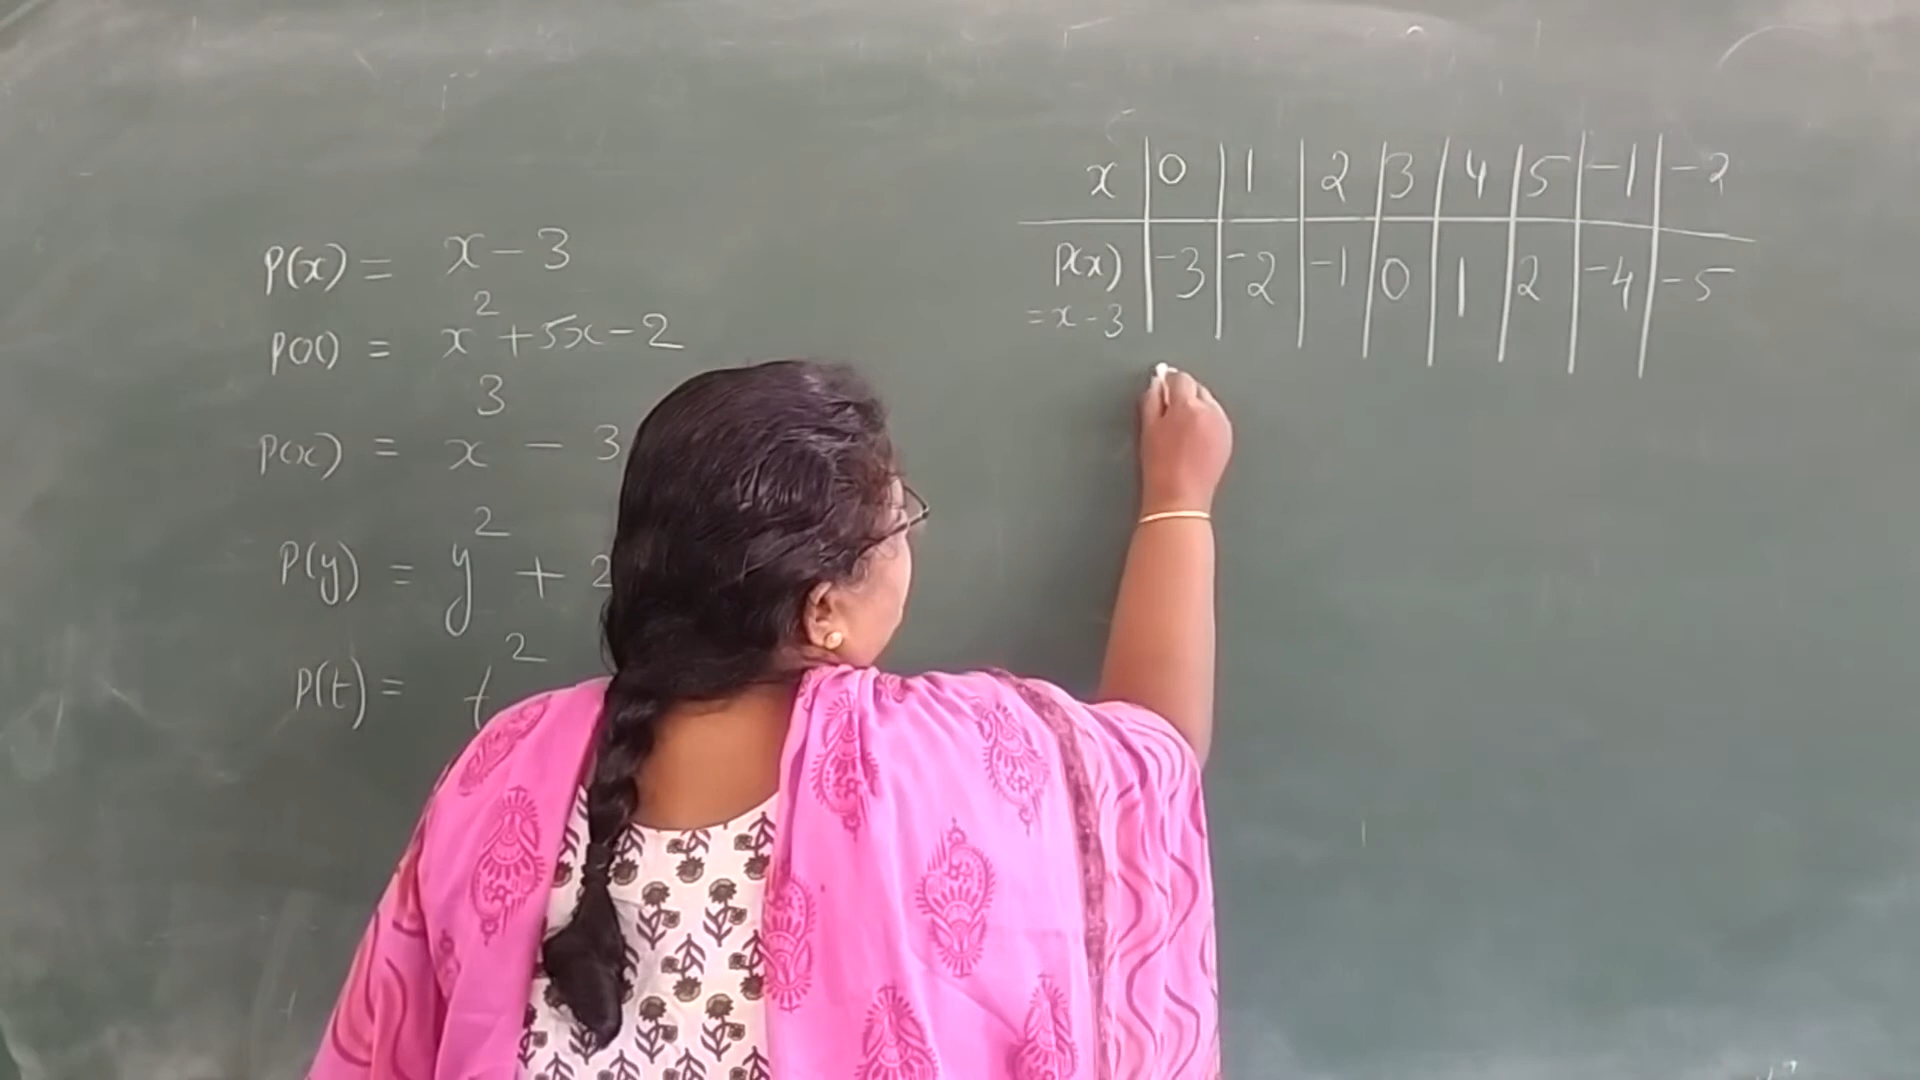 P(x) = x - 3
P(x) = x² + 5x - 2
P(x) = x³ - 3
P(y) = y² + 2
P(t) = t²
x | 0 | 1 | 2 | 3 | 4 | 5 | -1 | -2
P(x) = x - 3 | -3 | -2 | -1 | 0 | 1 | 2 | -4 | -5